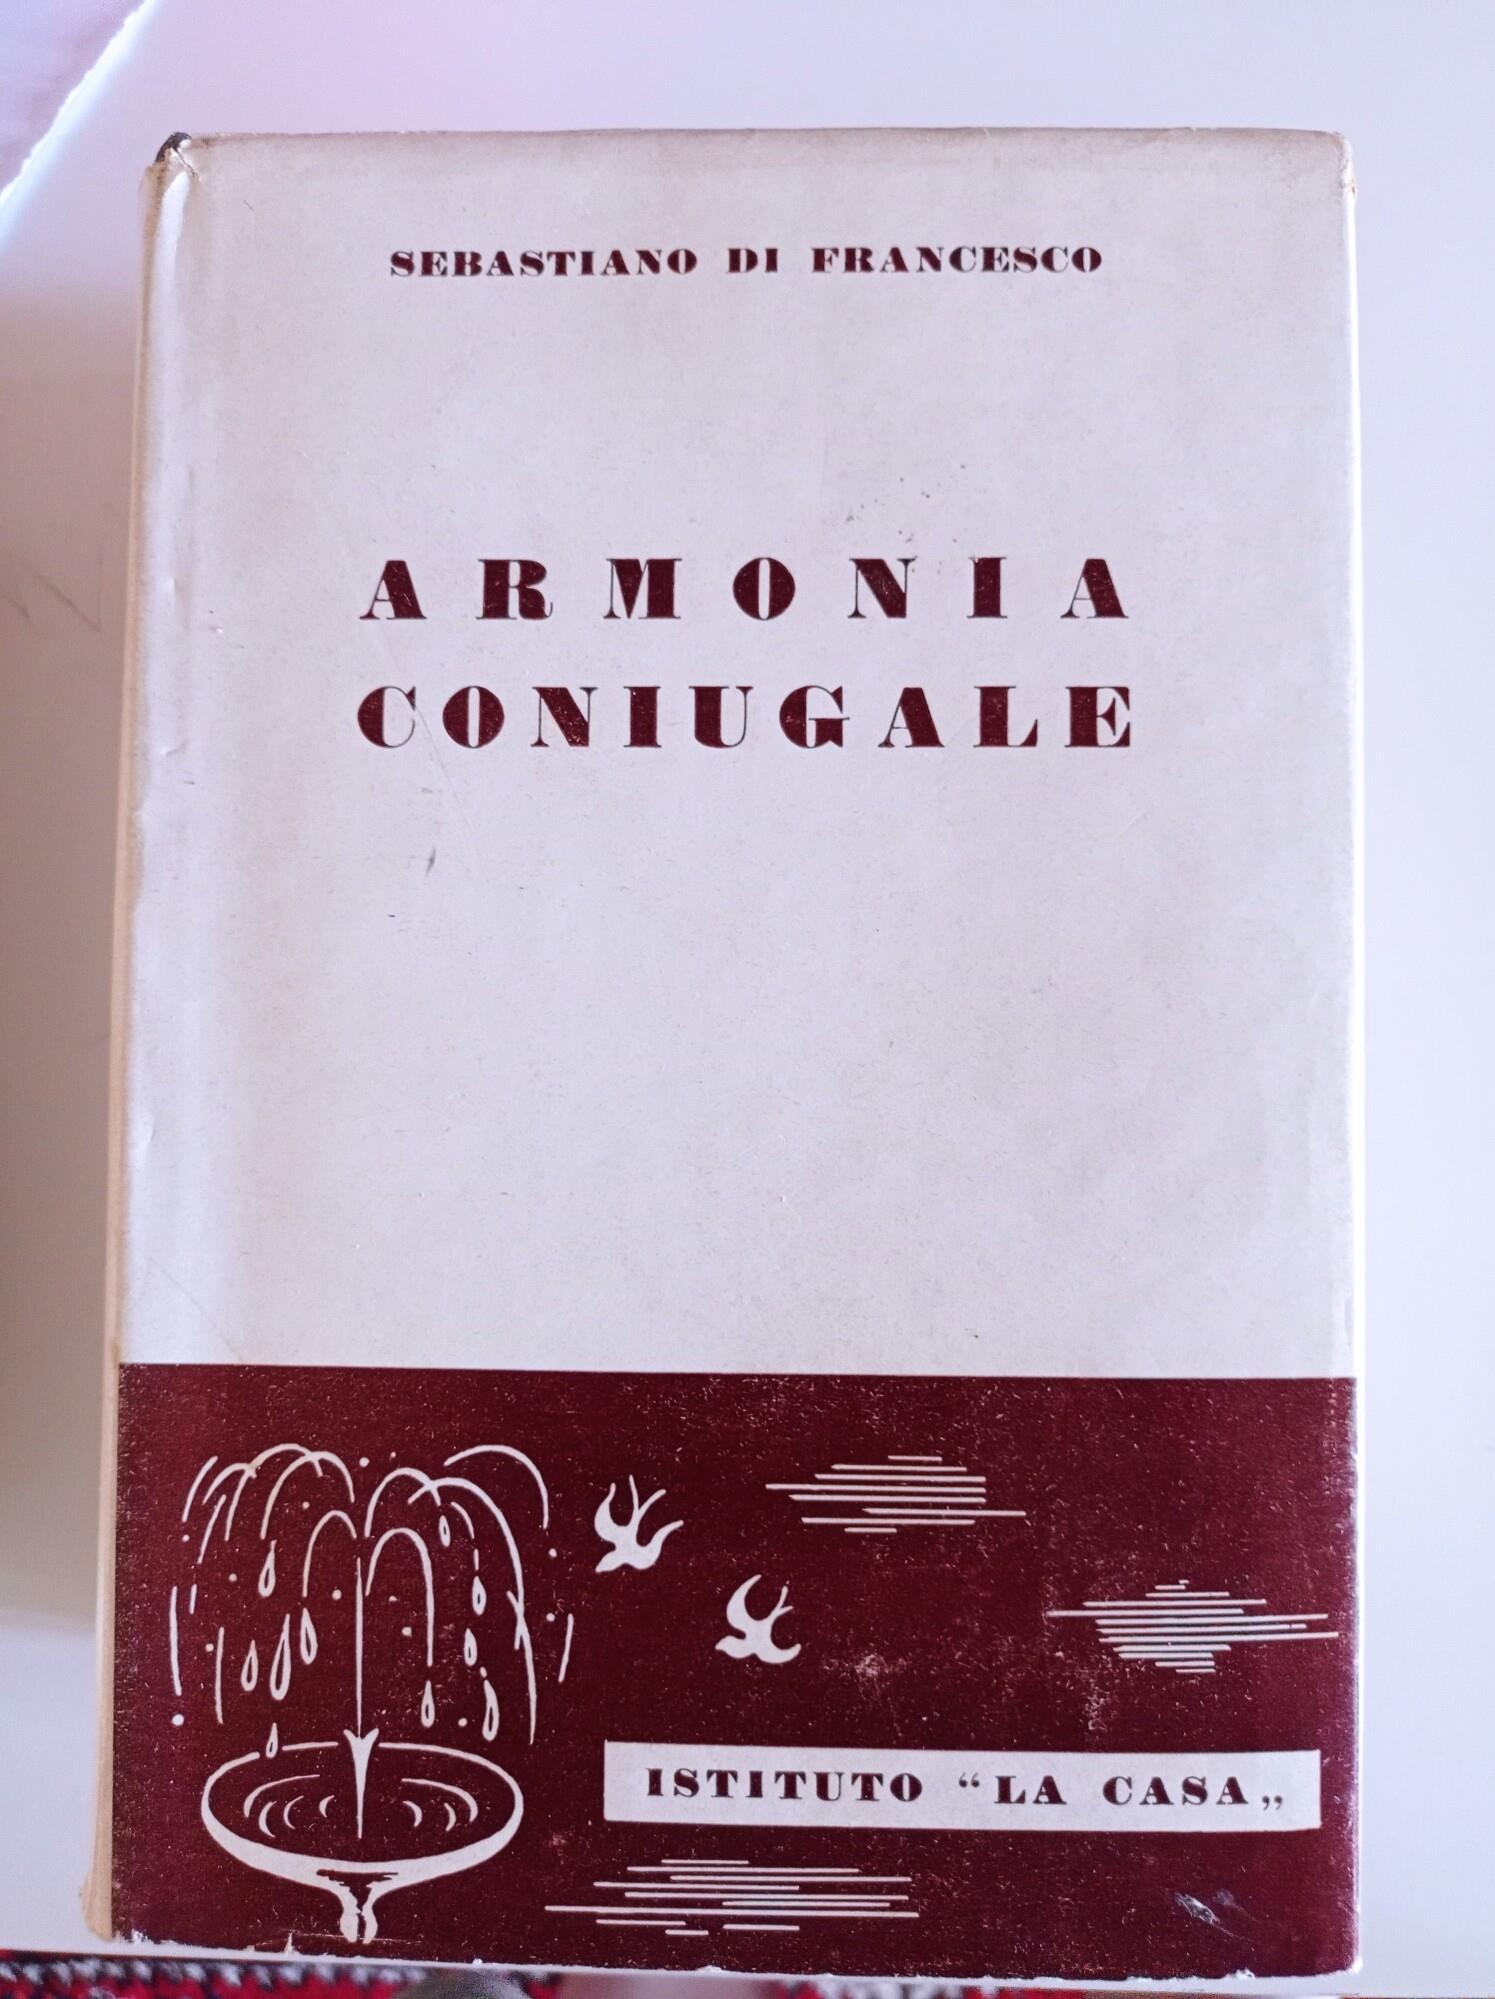 SEBASTIANO DI FRANCESCO
ARMONIA
CONIUGALE
ISTITUTO “LA CASA„